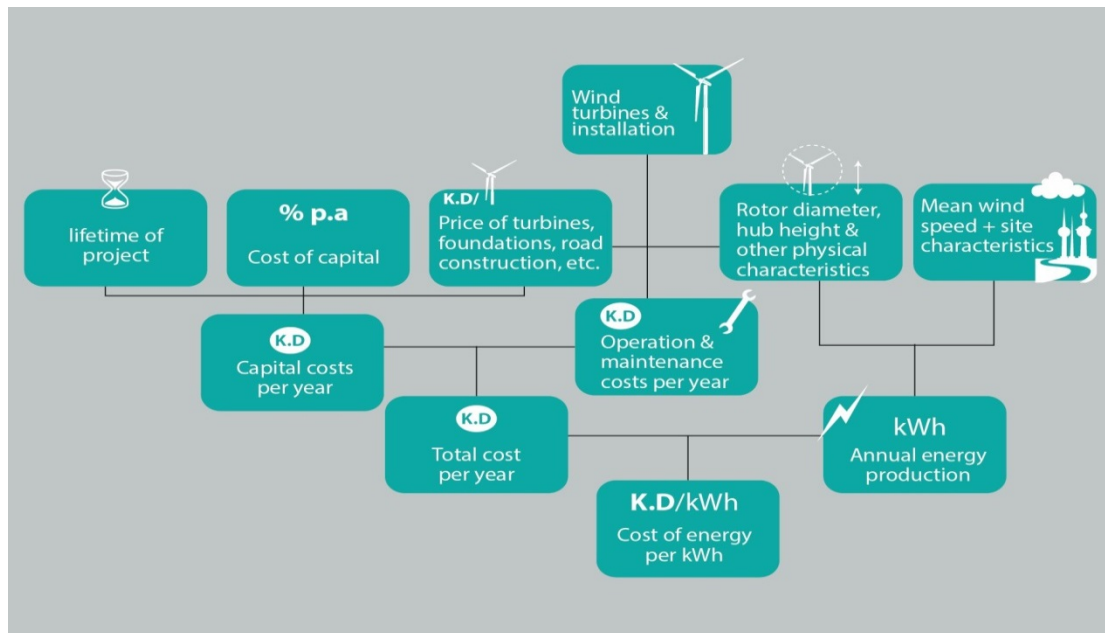 Wind
turbines &
installation
lifetime of
project
% p.a
Cost of capital
K.D/
Price of turbines,
foundations, road
construction, etc.
Rotor diameter,
hub height &
other physical
characteristics
Mean wind
speed + site
characteristics
K.D
Capital costs
per year
K.D
Operation &
maintenance
costs per year
K.D
Total cost
per year
kWh
Annual energy
production
K.D/kWh
Cost of energy
per kWh